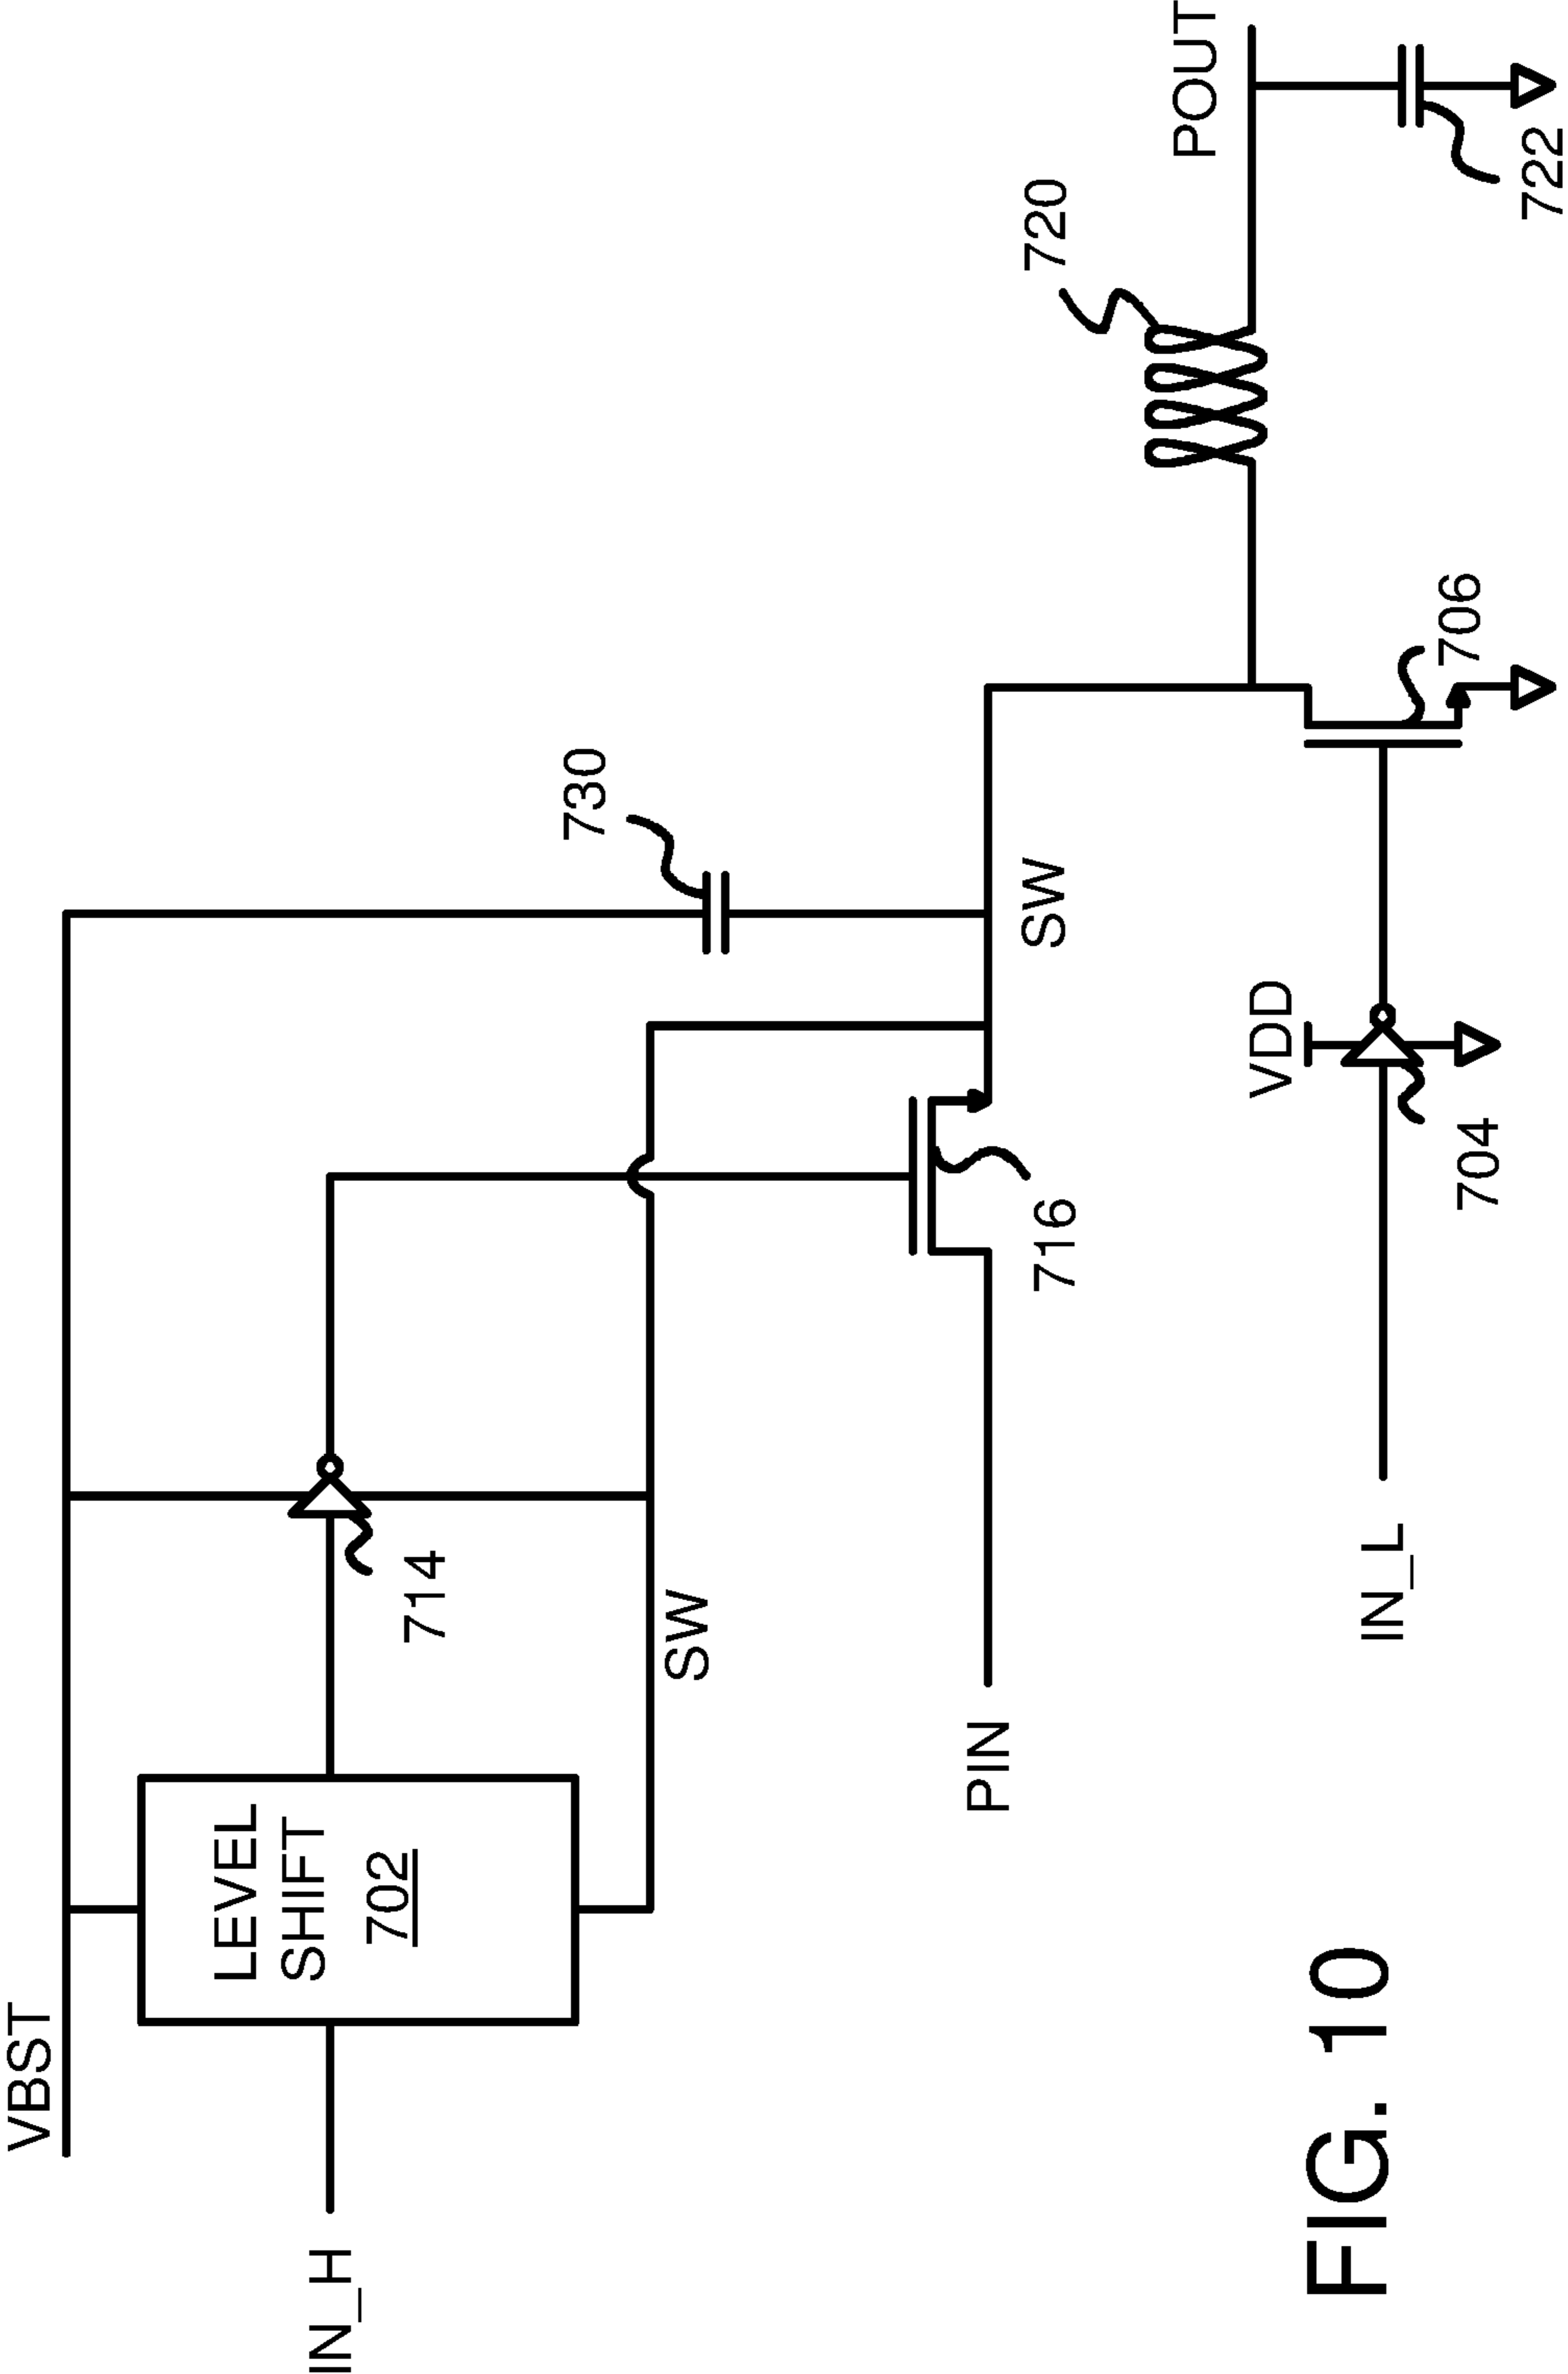 VBST
IN_H
LEVEL
SHIFT
702
714
SW
730
716
SW
PIN
720
POUT
VDD
IN_L
704
706
722
FIG. 10